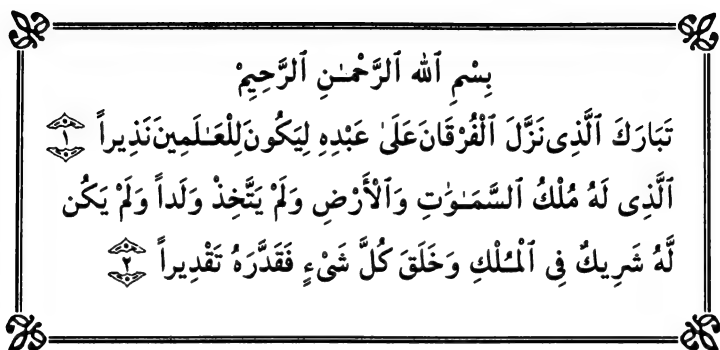 بِسْمِ ٱللهِ ٱلرَّحْمَـٰنِ ٱلرَّحِيمِْ
تَبَارَكَ ٱلَّذِى نَزَّلَ ٱلْفُرْقَانَ عَلَىٰ عَبْدِهِ لِيَكُونَ لِلْعَـٰلَمِينَ نَذِيراً ١
ٱلَّذِى لَهُ مُلْكُ ٱلسَّمَـٰوَٰتِ وَٱلْأَرْضِ وَلَمْ يَتَّخِذْ وَلَداً وَلَمْ يَكُن
لَّهُ شَرِيكٌ فِى ٱلْمُلْكِ وَخَلَقَ كُلَّ شَىْءٍ فَقَدَّرَهُ تَقْدِيراً ٢